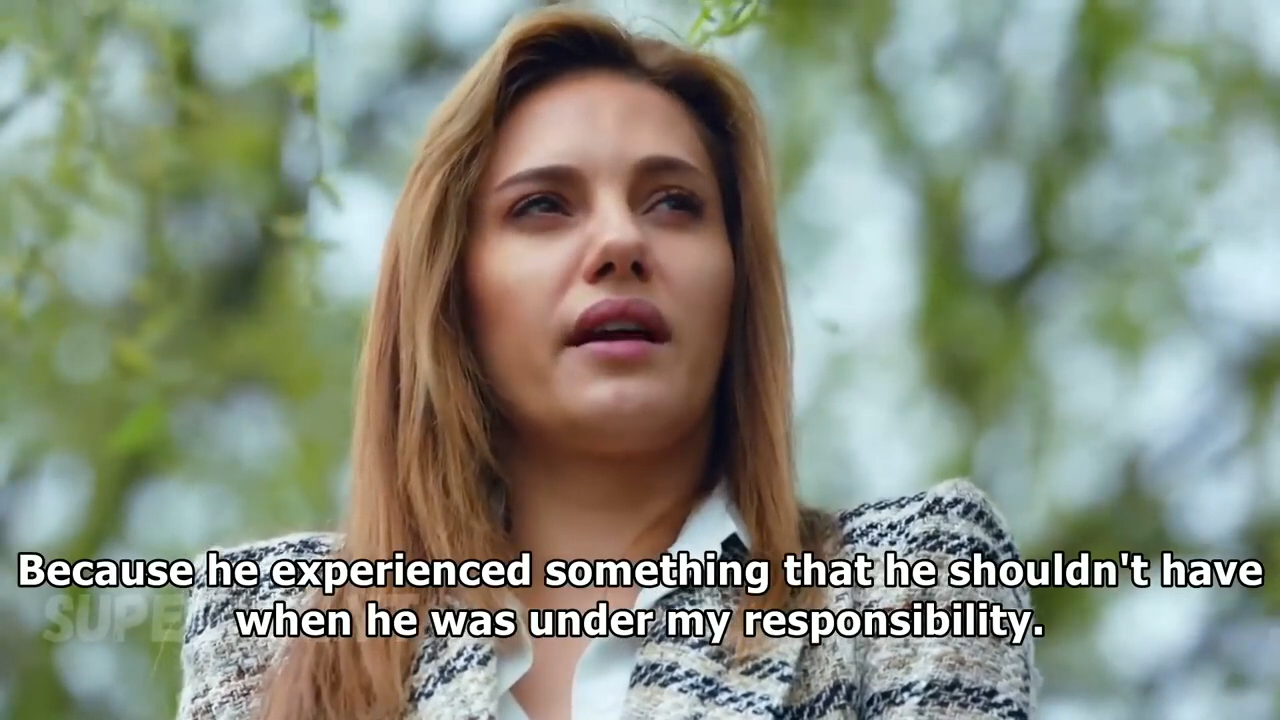 Because he experienced something that he shouldn't have
when he was under my responsibility.